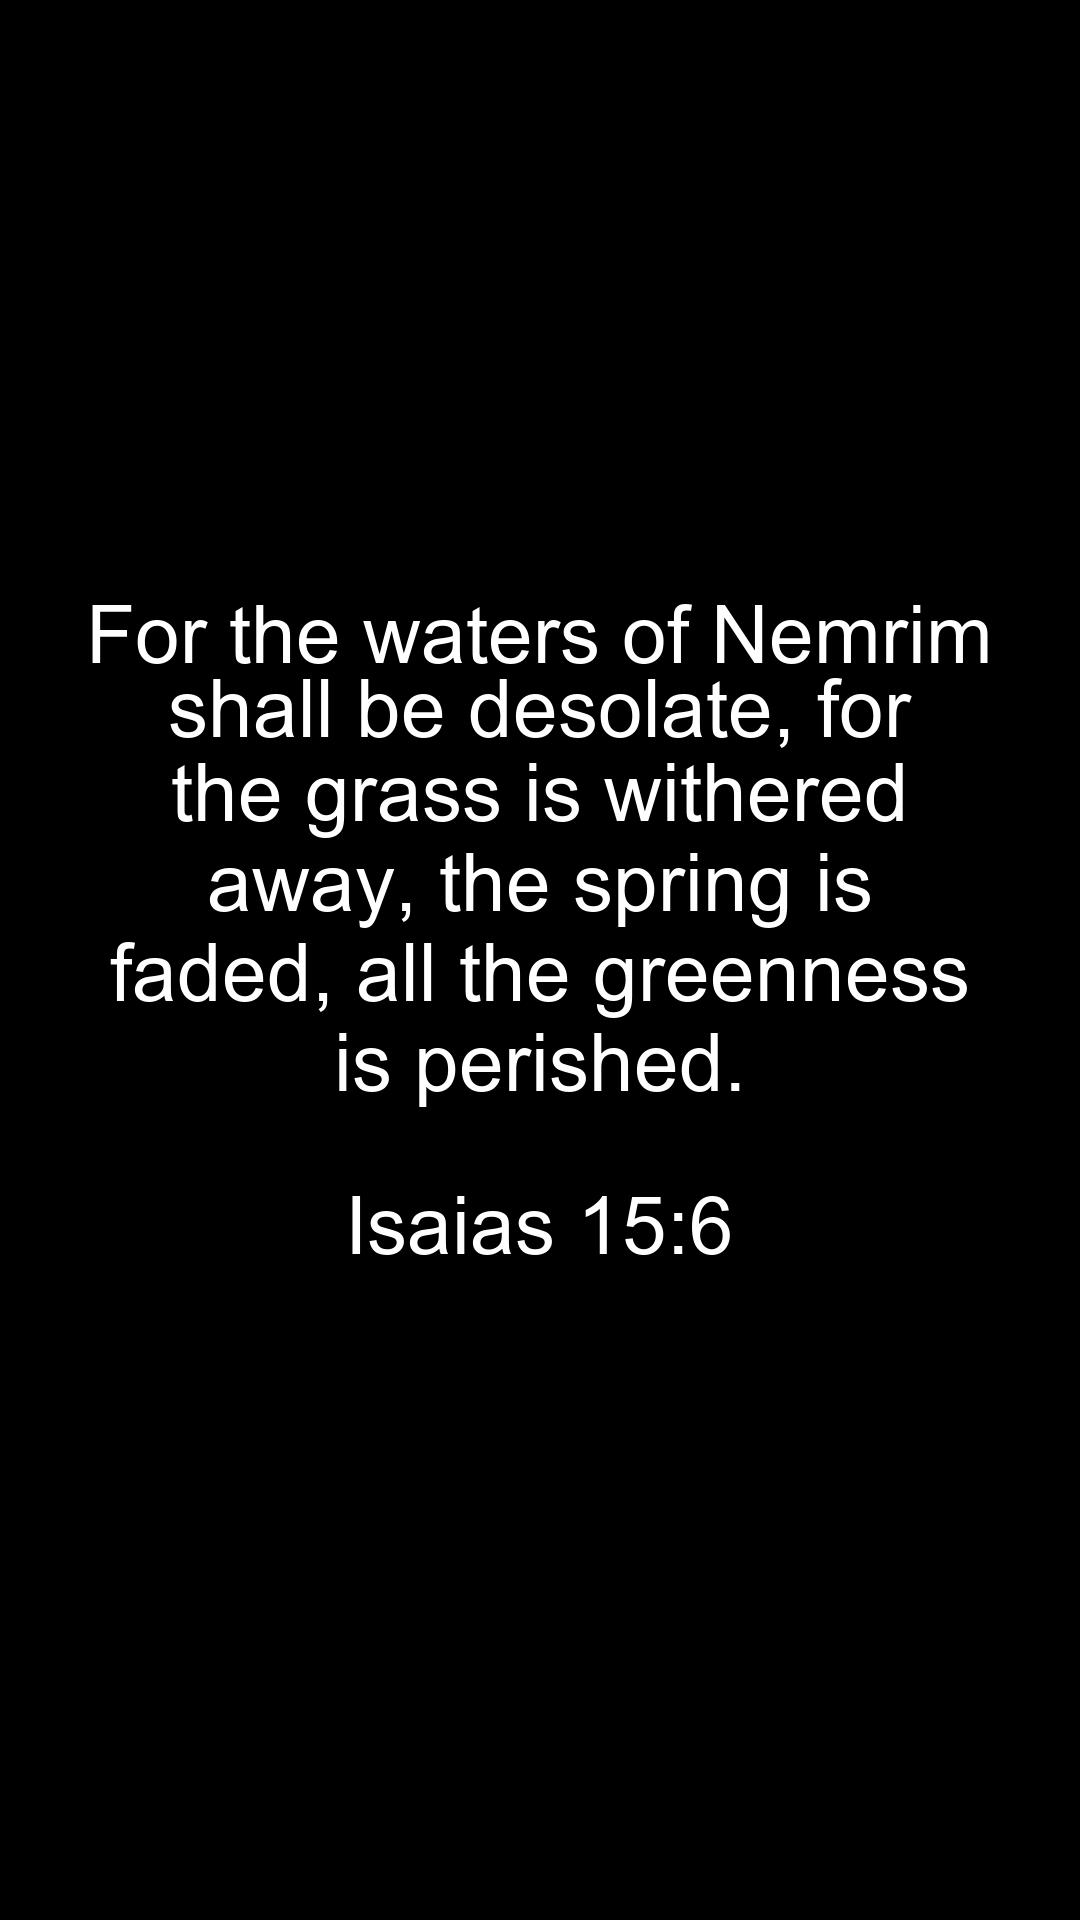 For the waters of Nemrim
shall be desolate, for
the grass is withered
away, the spring is
faded, all the greenness
is perished.
Isaias 15:6